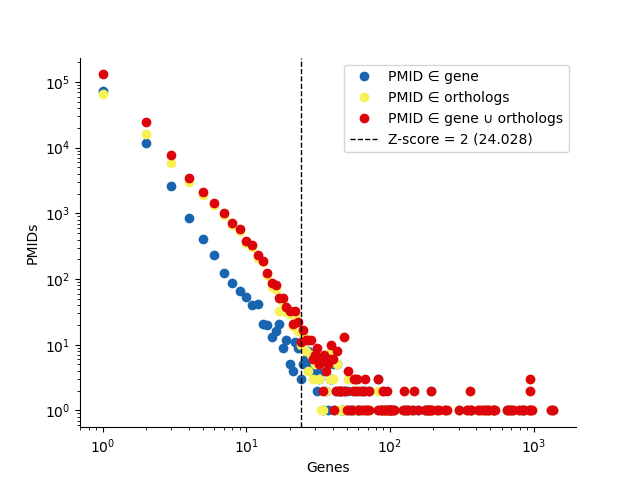 PMID ∈ gene
PMID ∈ orthologs
PMID ∈ gene ∪ orthologs
Z-score = 2 (24.028)
10⁵
10⁴
10³
10²
10¹
10⁰
PMIDs
10⁰ 10¹ 10² 10³
Genes